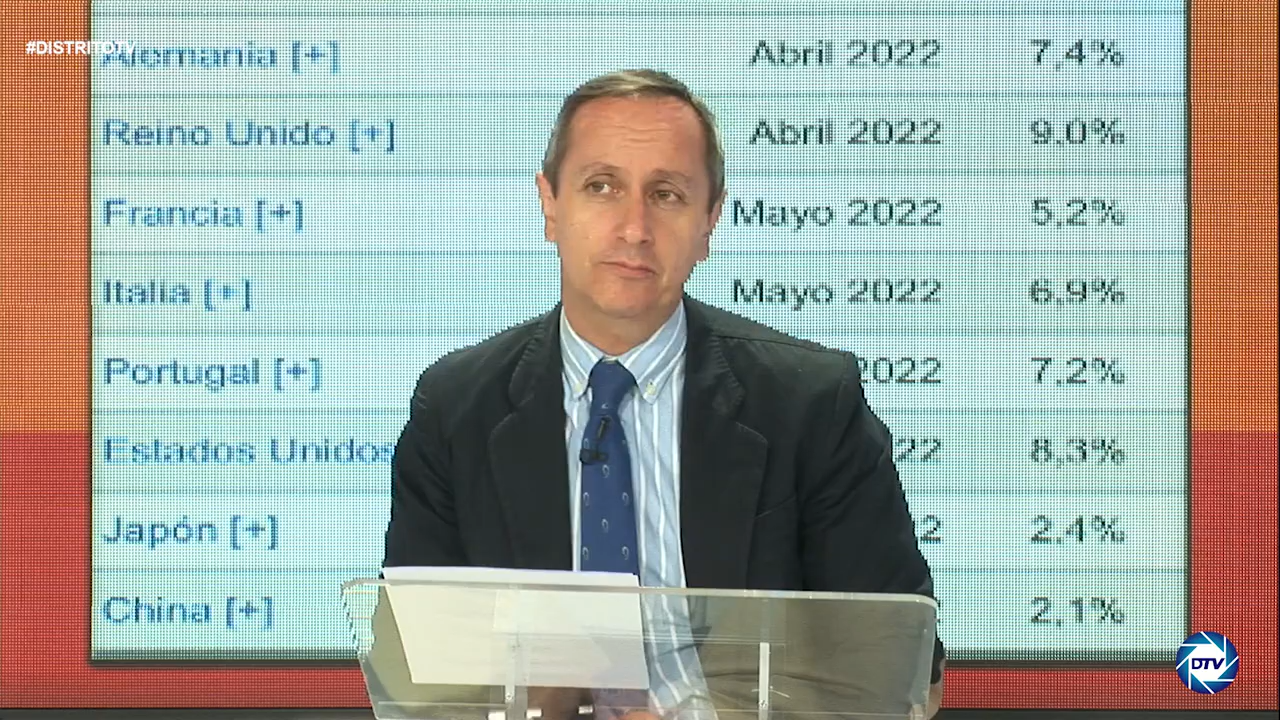 #DISTRITOTV
Alemania [+] Abril 2022 7,4%
Reino Unido [+] Abril 2022 9,0%
Francia [+] Mayo 2022 5,2%
Italia [+] Mayo 2022 6,9%
Portugal [+] 2022 7,2%
Estados Unidos 22 8,3%
Japón [+] 2 2,4%
China [+] 2,1%
DTV